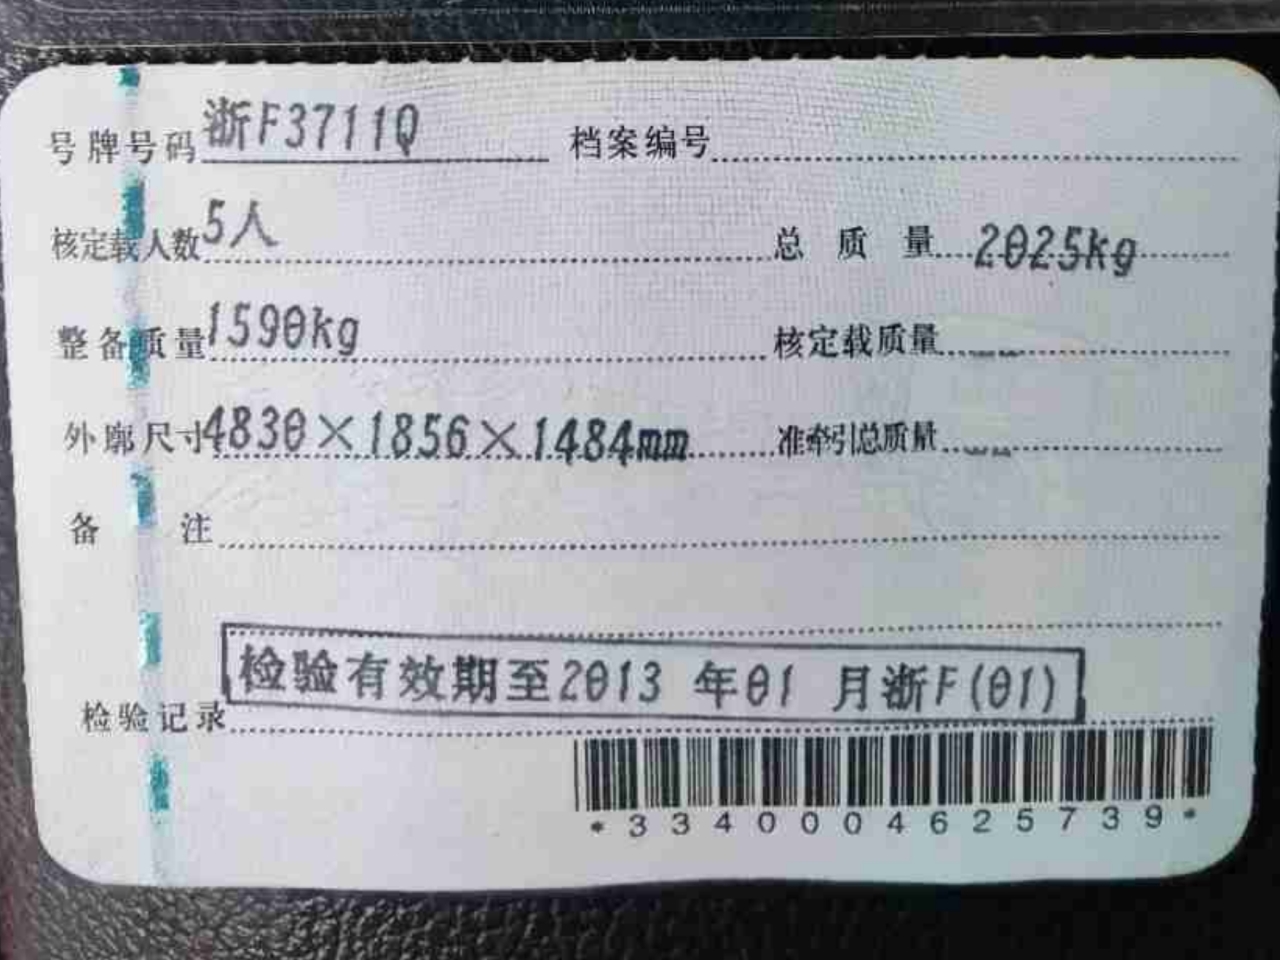 号牌号码 浙F3711Q 档案编号
核定载人数 5人 总质量 2025kg
整备质量 1590kg 核定载质量 --
外廓尺寸 4830×1856×1484mm 准牵引总质量 --
备注
检验记录 检验有效期至2013 年01 月浙F(01)
*3340004625739*